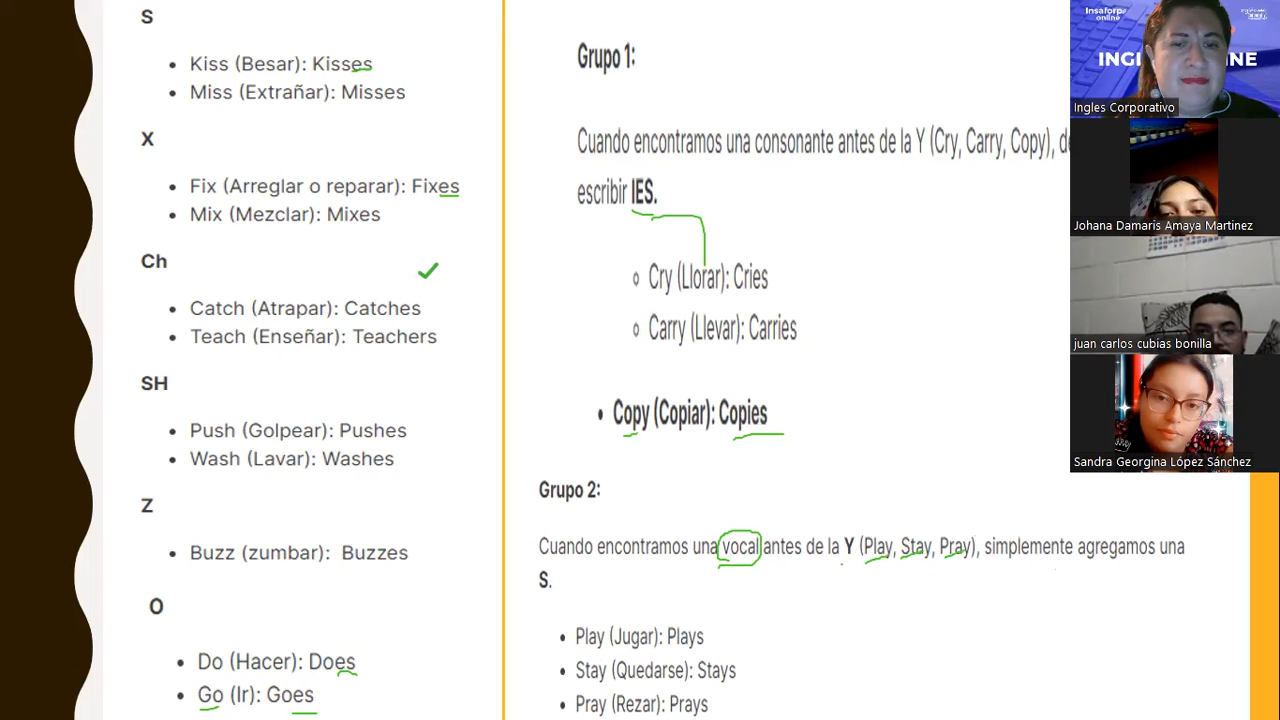 S
Kiss (Besar): Kisses
Miss (Extrañar): Misses
X
Fix (Arreglar o reparar): Fixes
Mix (Mezclar): Mixes
Ch
Catch (Atrapar): Catches
Teach (Enseñar): Teachers
SH
Push (Golpear): Pushes
Wash (Lavar): Washes
Z
Buzz (zumbar): Buzzes
O
Do (Hacer): Does
Go (Ir): Goes
Grupo 1:
Cuando encontramos una consonante antes de la Y (Cry, Carry, Copy),
escribir IES.
Cry (Llorar): Cries
Carry (Llevar): Carries
Copy (Copiar): Copies
Grupo 2:
Cuando encontramos una vocal antes de la Y (Play, Stay, Pray), simplemente agregamos una
S.
Play (Jugar): Plays
Stay (Quedarse): Stays
Pray (Rezar): Prays
Insaforp
online
INGL
INE
Ingles Corporativo
Johana Damaris Amaya Martinez
juan carlos cubias bonilla
Sandra Georgina López Sánchez